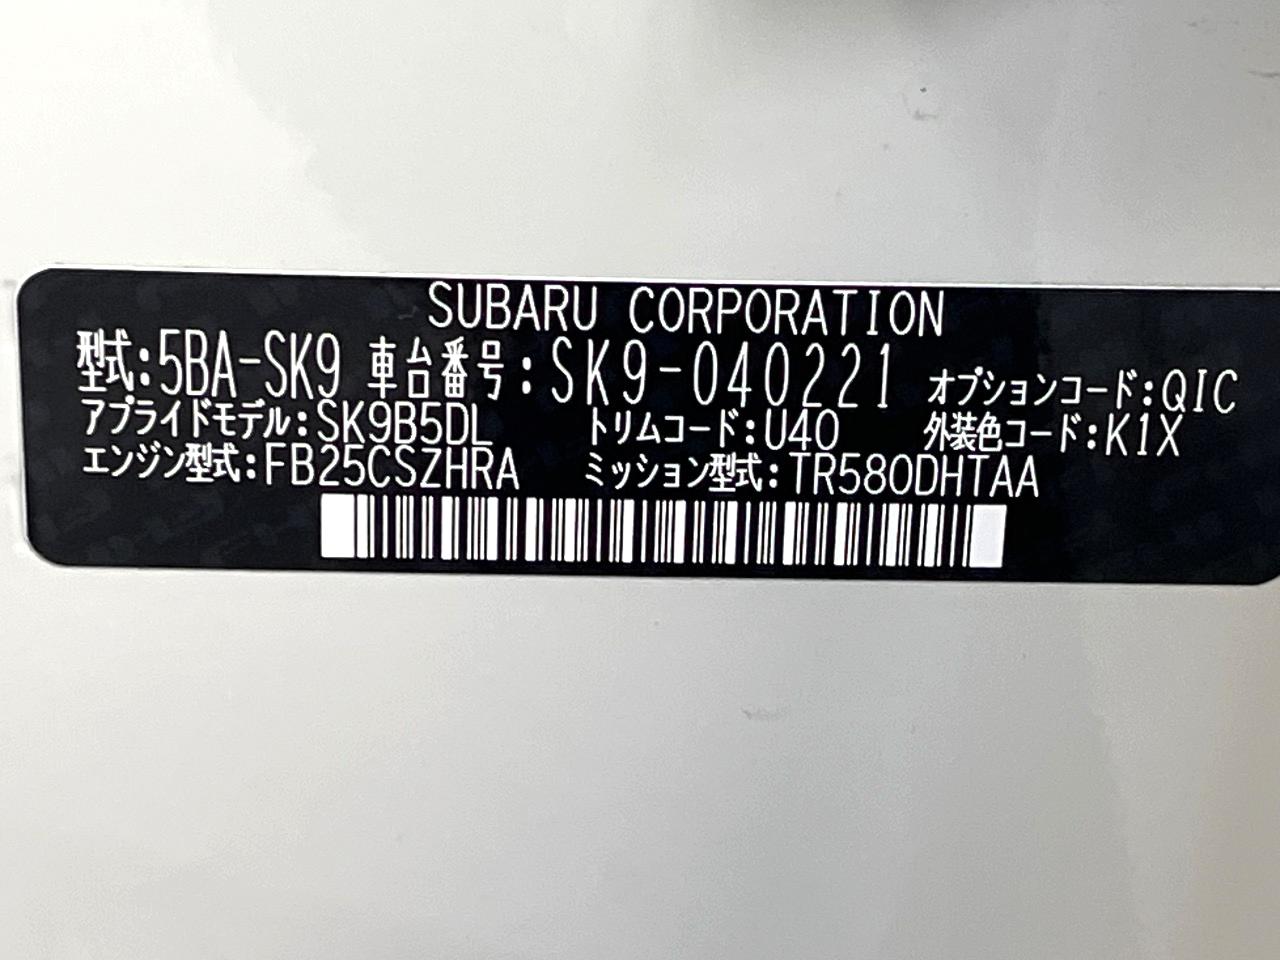 SUBARU CORPORATION
型式:5BA-SK9 車台番号:SK9-040221 オプションコード:QIC
アプライドモデル:SK9B5DL トリムコード:U40 外装色コード:K1X
エンジン型式:FB25CSZHRA ミッション型式:TR580DHTAA